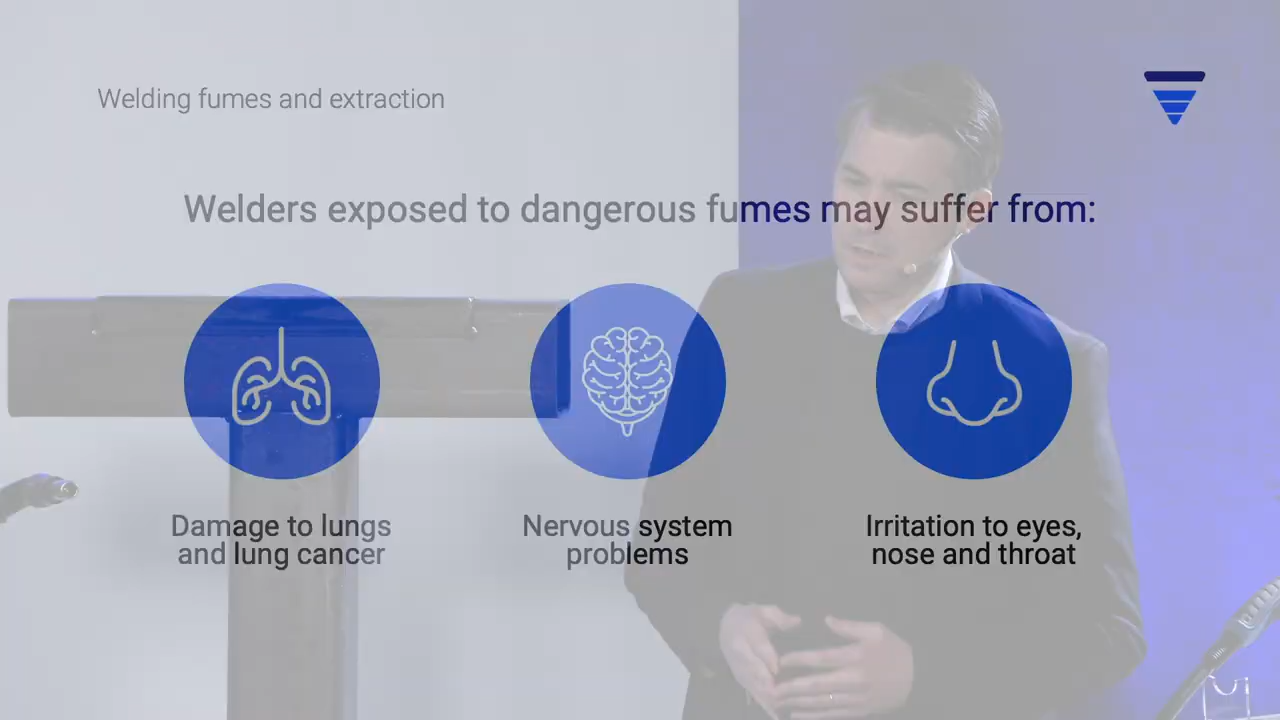 Welding fumes and extraction
Welders exposed to dangerous fumes may suffer from:
Damage to lungs
and lung cancer
Nervous system
problems
Irritation to eyes,
nose and throat